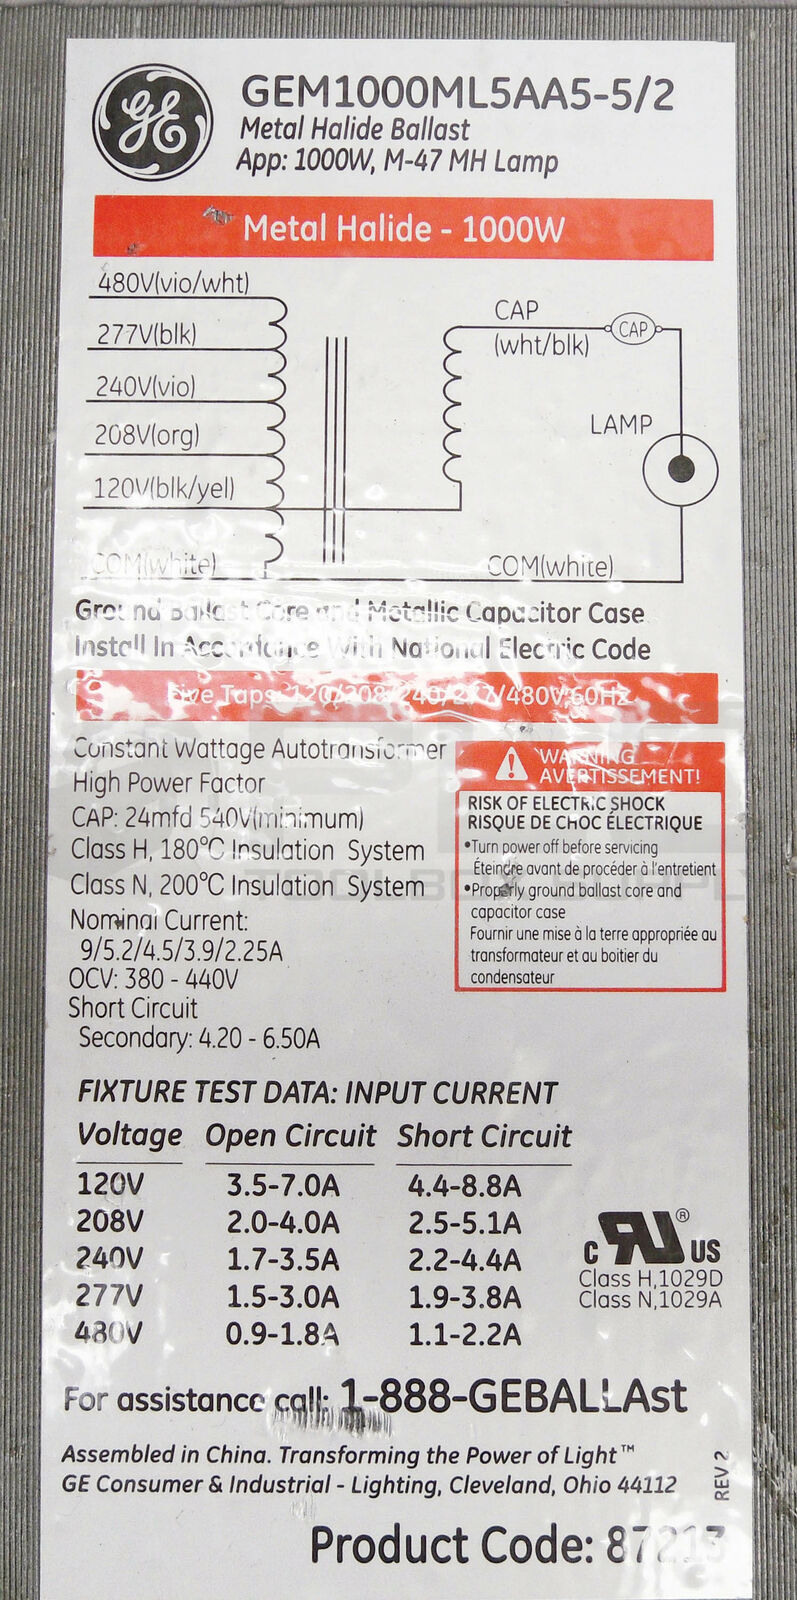 GE
GEM1000ML5AA5-5/2
Metal Halide Ballast
App: 1000W, M-47 MH Lamp
Metal Halide - 1000W
480V(vio/wht)
277V(blk)
240V(vio)
208V(org)
120V(blk/yel)
COM(white)
CAP
(wht/blk)
CAP
LAMP
COM(white)
Ground Ballast Core and Metallic Capacitor Case
Install In Accordance With National Electric Code
Five Taps: 120/208/240/277/480V,60Hz
Constant Wattage Autotransformer
High Power Factor
CAP: 24mfd 540V(minimum)
Class H, 180°C Insulation System
Class N, 200°C Insulation System
Nominal Current:
9/5.2/4.5/3.9/2.25A
OCV: 380 - 440V
Short Circuit
Secondary: 4.20 - 6.50A
WARNING
AVERTISSEMENT!
RISK OF ELECTRIC SHOCK
RISQUE DE CHOC ÉLECTRIQUE
•Turn power off before servicing
Éteincre avant de procéder à l'entretient
•Properly ground ballast core and
capacitor case
Fournir une mise à la terre appropriée au
transformateur et au boitier du
condensateur
FIXTURE TEST DATA: INPUT CURRENT
Voltage Open Circuit Short Circuit
120V 3.5-7.0A 4.4-8.8A
208V 2.0-4.0A 2.5-5.1A
240V 1.7-3.5A 2.2-4.4A
277V 1.5-3.0A 1.9-3.8A
480V 0.9-1.8A 1.1-2.2A
C UR US ®
Class H,1029D
Class N,1029A
For assistance call: 1-888-GEBALLAst
Assembled in China. Transforming the Power of Light™
GE Consumer & Industrial - Lighting, Cleveland, Ohio 44112
REV 2
Product Code: 87213